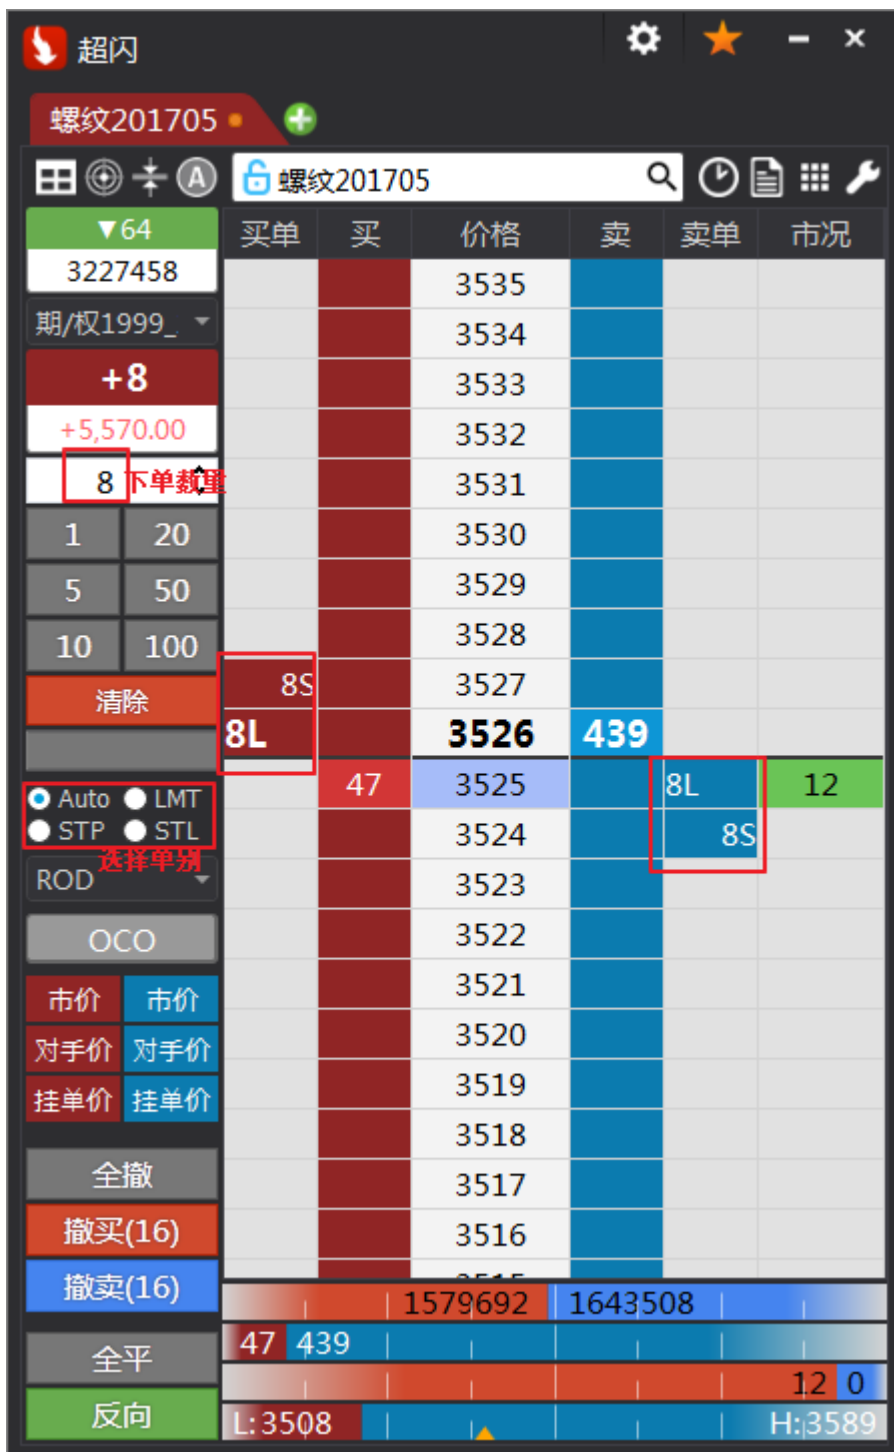 超闪
螺纹201705
A 螺纹201705
▼64 买单 买 价格 卖 卖单 市况
3227458 3535
期/权1999_ 3534
+8 3533
+5,570.00 3532
8 下单数量 3531
1 20 3530
5 50 3529
10 100 3528
清除 8S 3527
8L 3526 439
Auto LMT 47 3525 8L 12
STP STL 3524 8S
选择单别
ROD 3523
OCO 3522
市价 市价 3521
对手价 对手价 3520
挂单价 挂单价 3519
3518
全撤 3517
撤买(16) 3516
撤卖(16) 3515
1579692 1643508
全平 47 439
12 0
反向 L:3508 H:3589